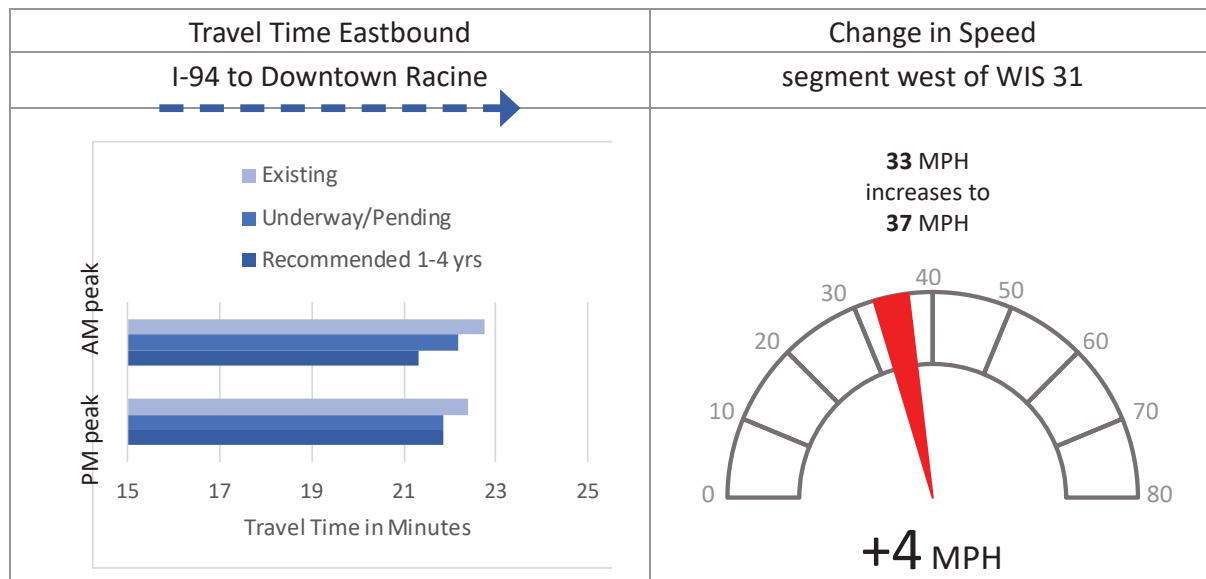 Travel Time Eastbound
I-94 to Downtown Racine
Existing
Underway/Pending
Recommended 1-4 yrs
AM peak
PM peak
15 17 19 21 23 25
Travel Time in Minutes
Change in Speed
segment west of WIS 31
33 MPH
increases to
37 MPH
0
10
20
30
40
50
60
70
80
+4 MPH